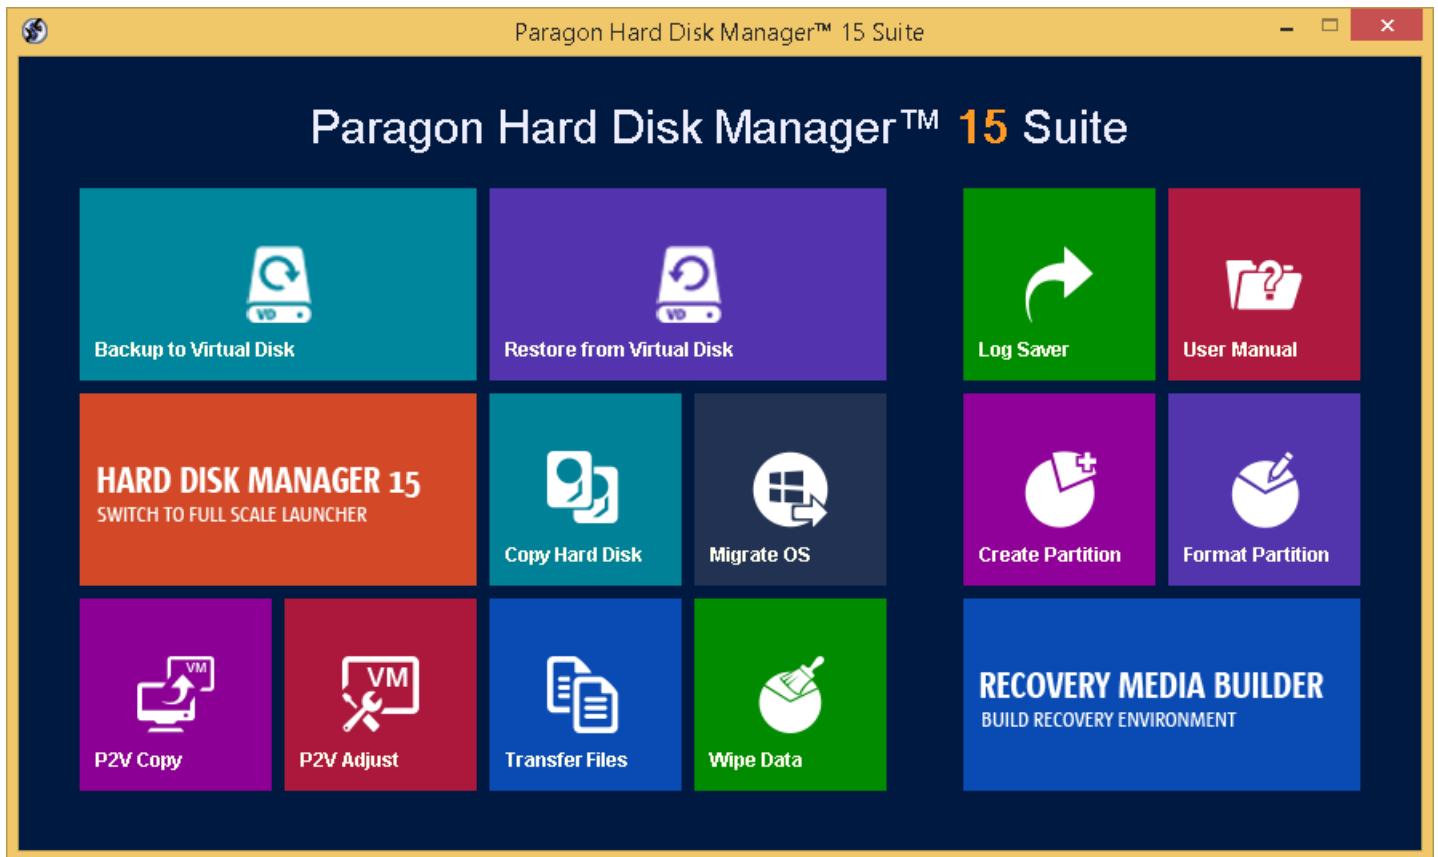 Paragon Hard Disk Manager™ 15 Suite
Paragon Hard Disk Manager™ 15 Suite
VD
Backup to Virtual Disk
VD
Restore from Virtual Disk
Log Saver
User Manual
HARD DISK MANAGER 15
SWITCH TO FULL SCALE LAUNCHER
Copy Hard Disk
Migrate OS
Create Partition
Format Partition
VM
P2V Copy
VM
P2V Adjust
Transfer Files
Wipe Data
RECOVERY MEDIA BUILDER
BUILD RECOVERY ENVIRONMENT